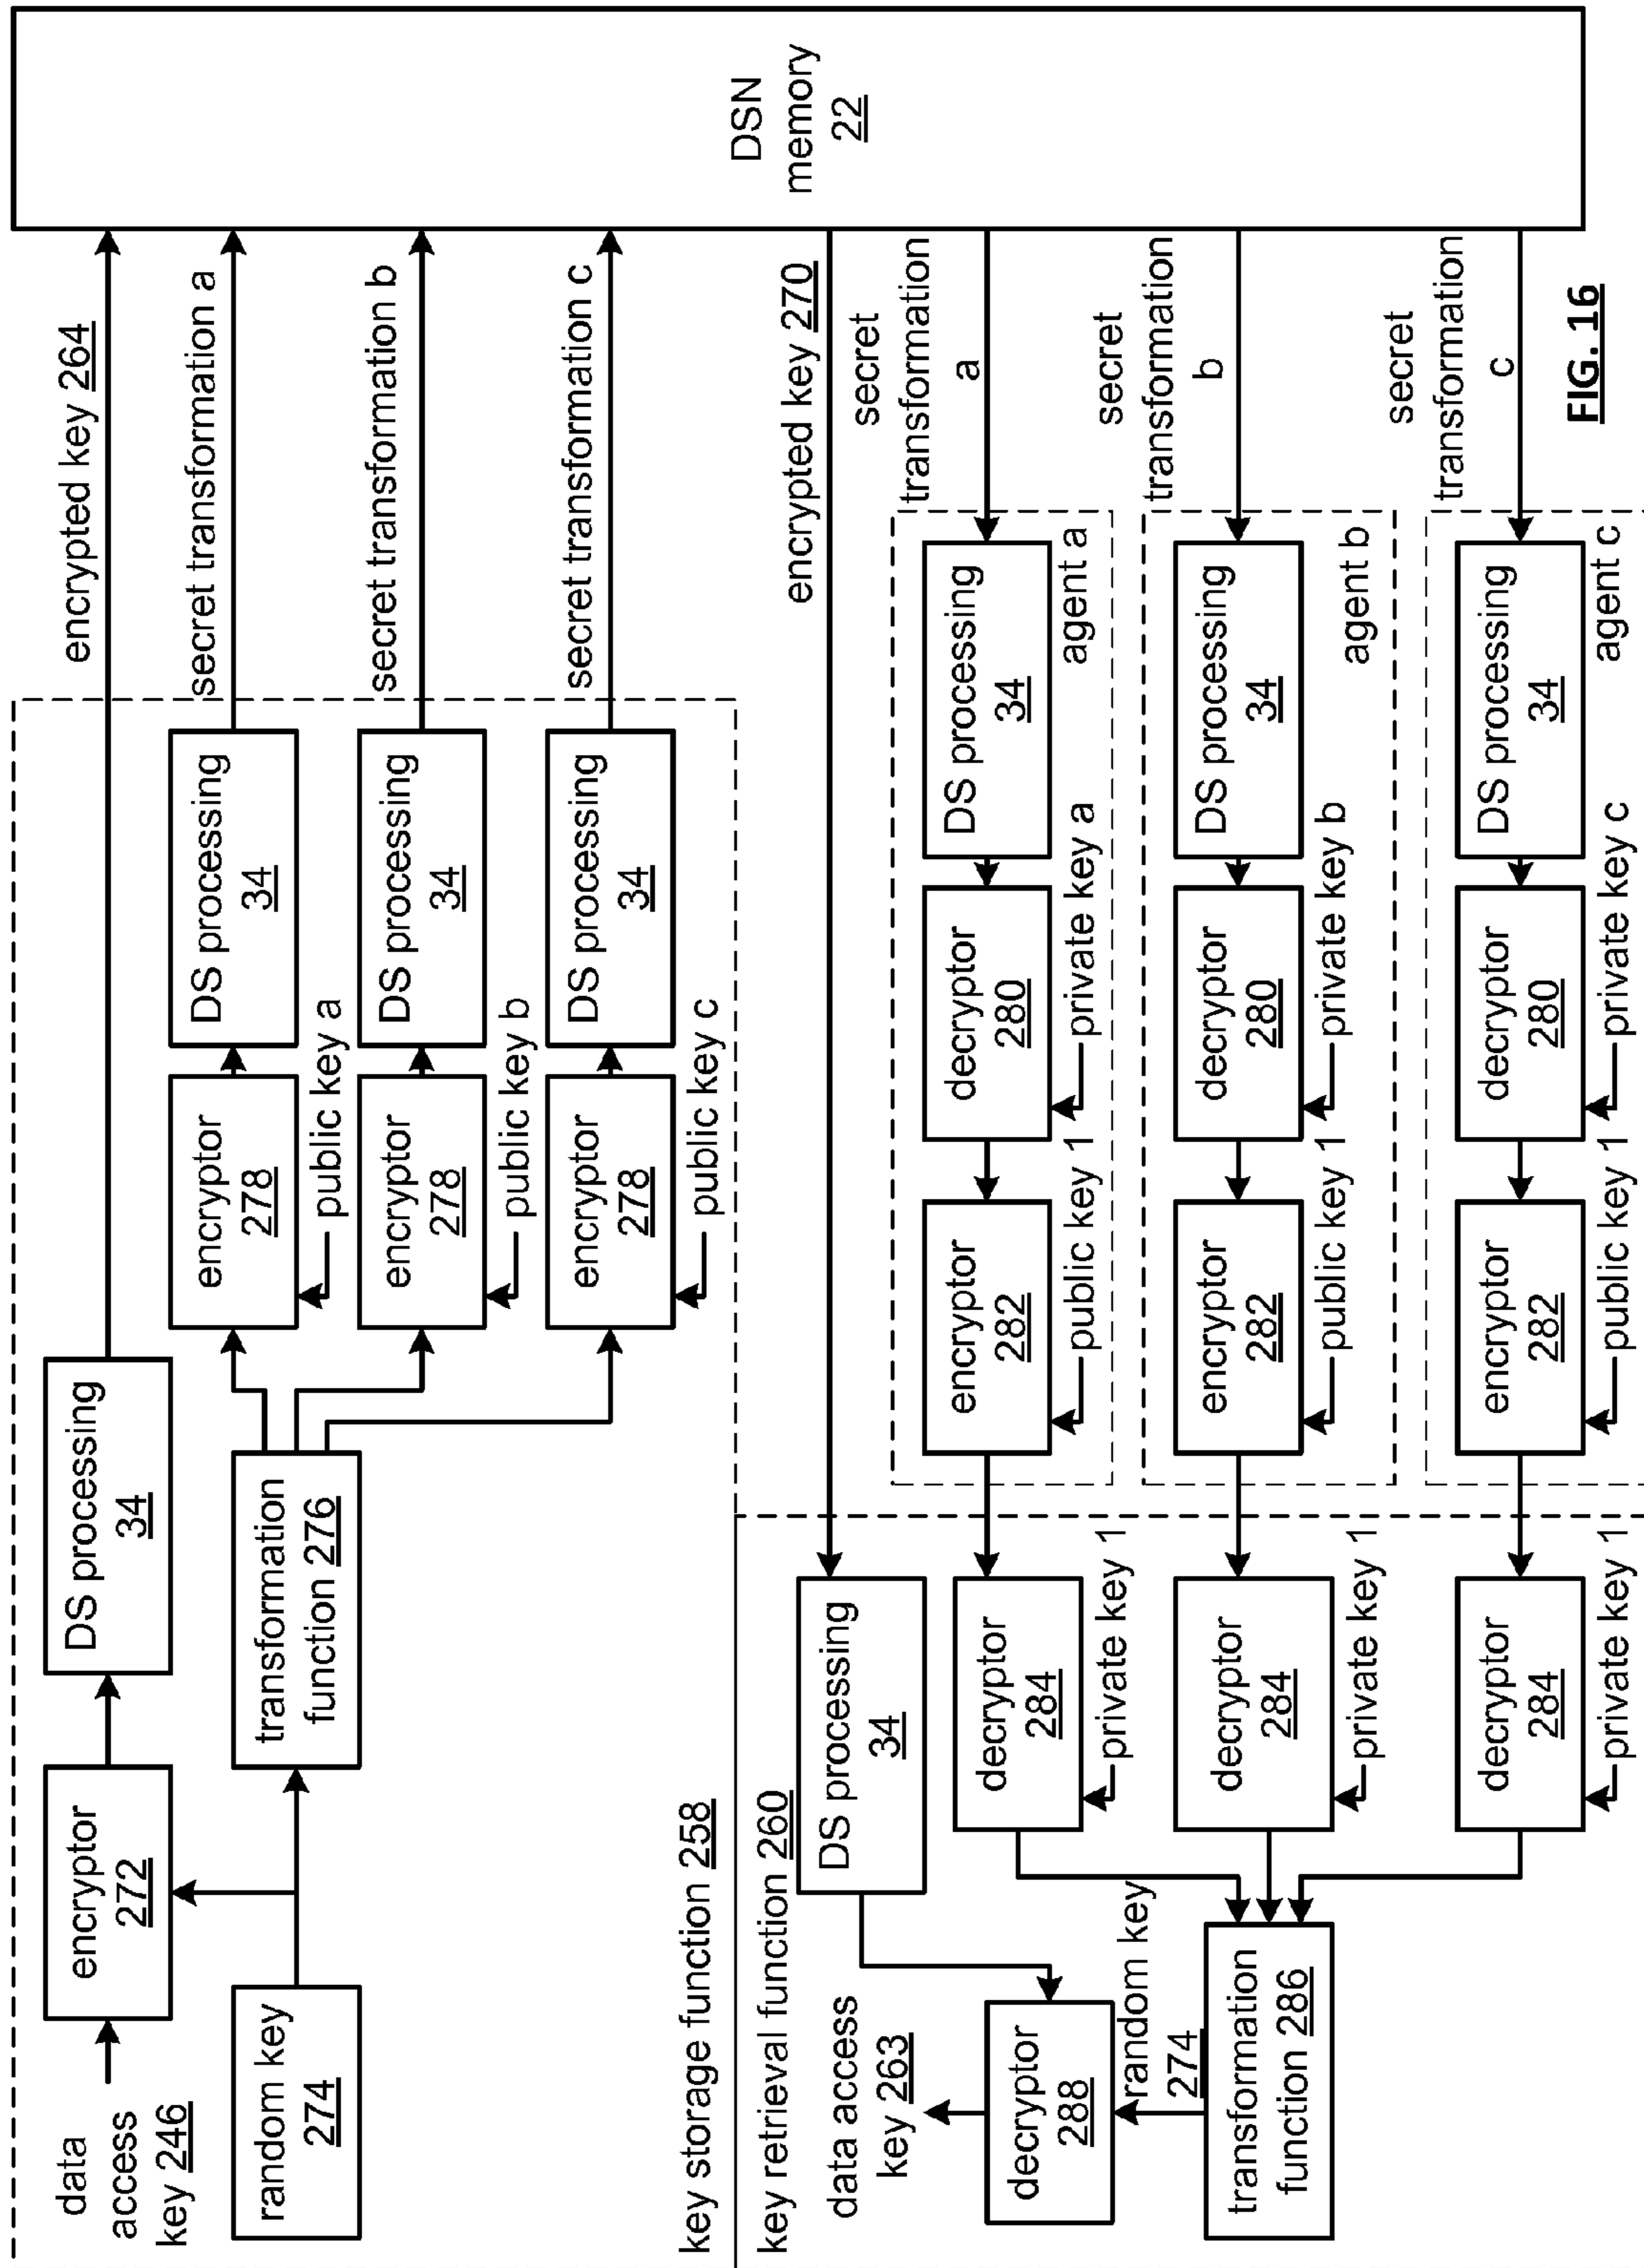 data
access
key 246
encryptor
272
DS processing
34
encrypted key 264
random key
274
transformation
function 276
encryptor
278
public key a
DS processing
34
secret transformation a
encryptor
278
public key b
DS processing
34
secret transformation b
encryptor
278
public key c
DS processing
34
secret transformation c
key storage function 258
DSN
memory
22
key retrieval function 260
DS processing
34
encrypted key 270
data access
key 263
decryptor
288
random key
274
transformation
function 286
decryptor
284
private key 1
encryptor
282
public key 1
decryptor
280
private key a
DS processing
34
agent a
secret
transformation
a
decryptor
284
private key 1
encryptor
282
public key 1
decryptor
280
private key b
DS processing
34
agent b
secret
transformation
b
decryptor
284
private key 1
encryptor
282
public key 1
decryptor
280
private key c
DS processing
34
agent c
secret
transformation
c
FIG. 16